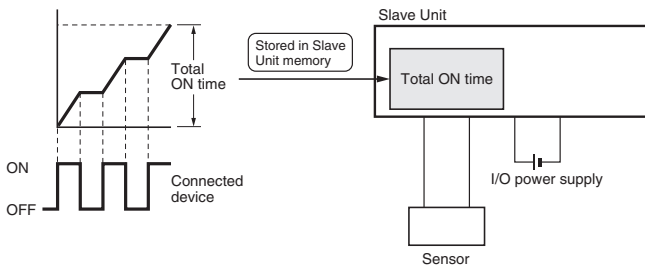 Slave Unit
Stored in Slave
Unit memory
Total
ON time
Total ON time
ON
OFF
Connected
device
I/O power supply
Sensor